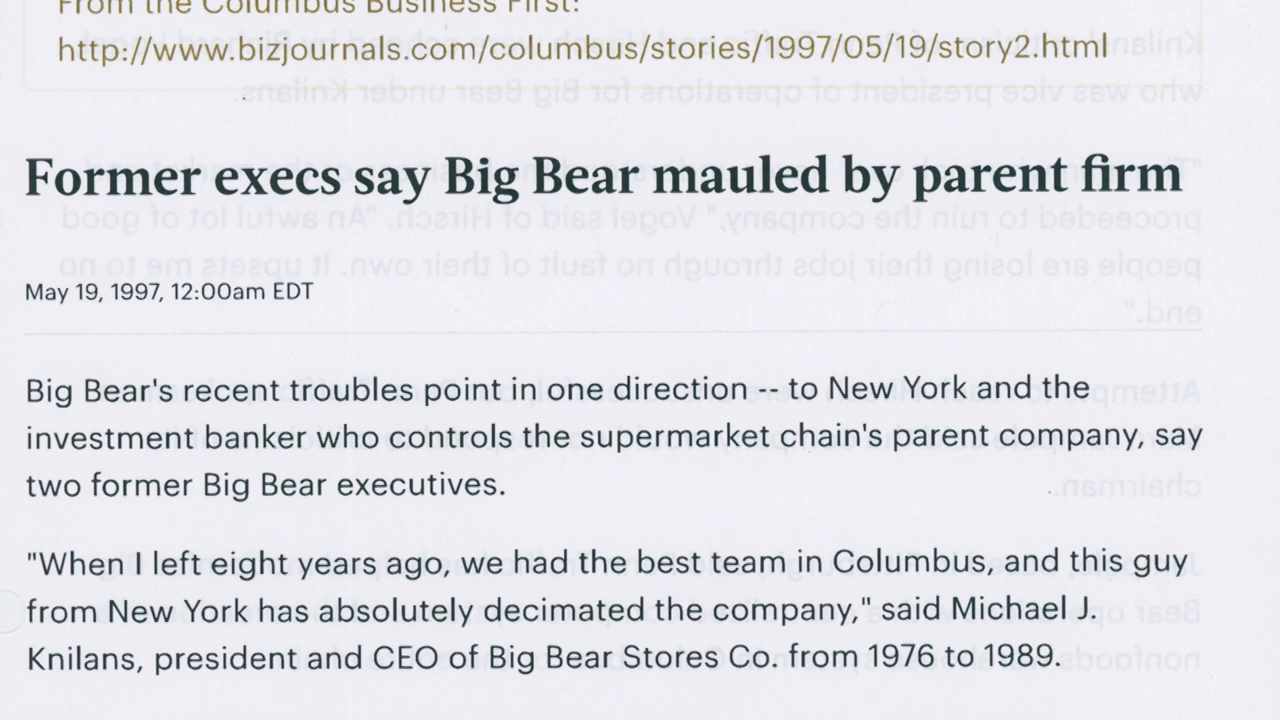 From the Columbus Business First:
http://www.bizjournals.com/columbus/stories/1997/05/19/story2.html
Former execs say Big Bear mauled by parent firm
May 19, 1997, 12:00am EDT
Big Bear's recent troubles point in one direction -- to New York and the
investment banker who controls the supermarket chain's parent company, say
two former Big Bear executives.
"When I left eight years ago, we had the best team in Columbus, and this guy
from New York has absolutely decimated the company," said Michael J.
Knilans, president and CEO of Big Bear Stores Co. from 1976 to 1989.